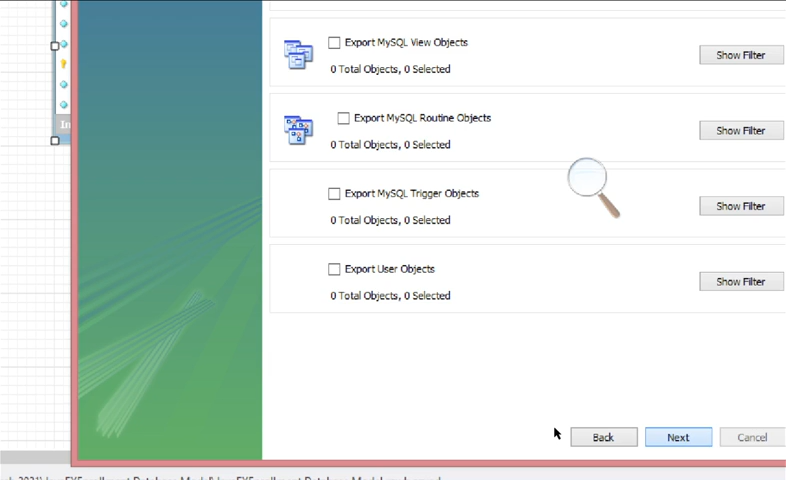 Export MySQL View Objects
0 Total Objects, 0 Selected
Show Filter
Export MySQL Routine Objects
0 Total Objects, 0 Selected
Show Filter
Export MySQL Trigger Objects
0 Total Objects, 0 Selected
Show Filter
Export User Objects
0 Total Objects, 0 Selected
Show Filter
Back
Next
Cancel
In